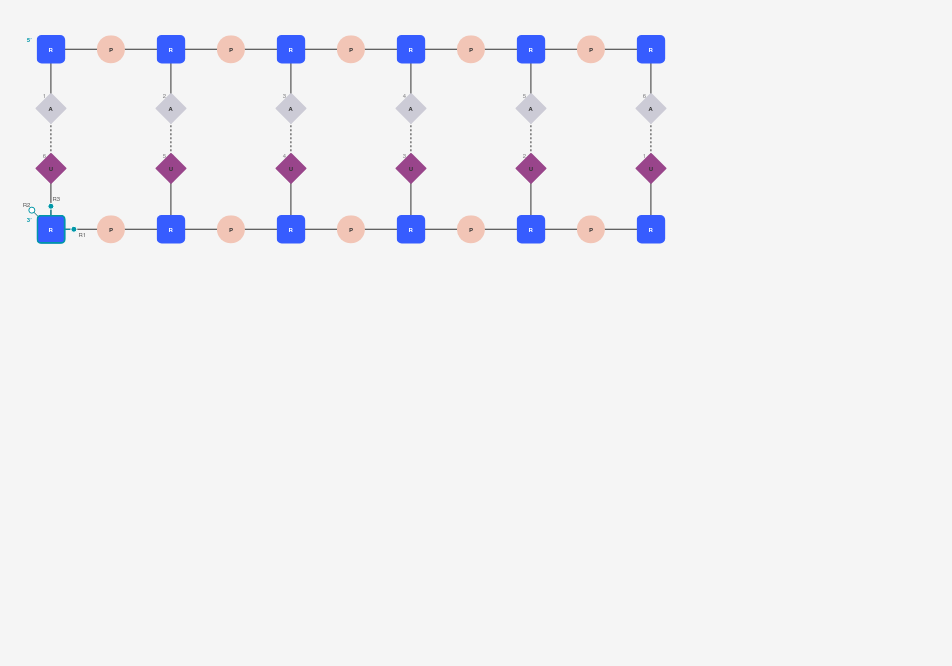 5' R P R P R P R P R P R
1 2 3 4 5 6
A A A A A A
6 5 4 3 2 1
U U U U U U
R3
R2
3' R P R P R P R P R P R
R1